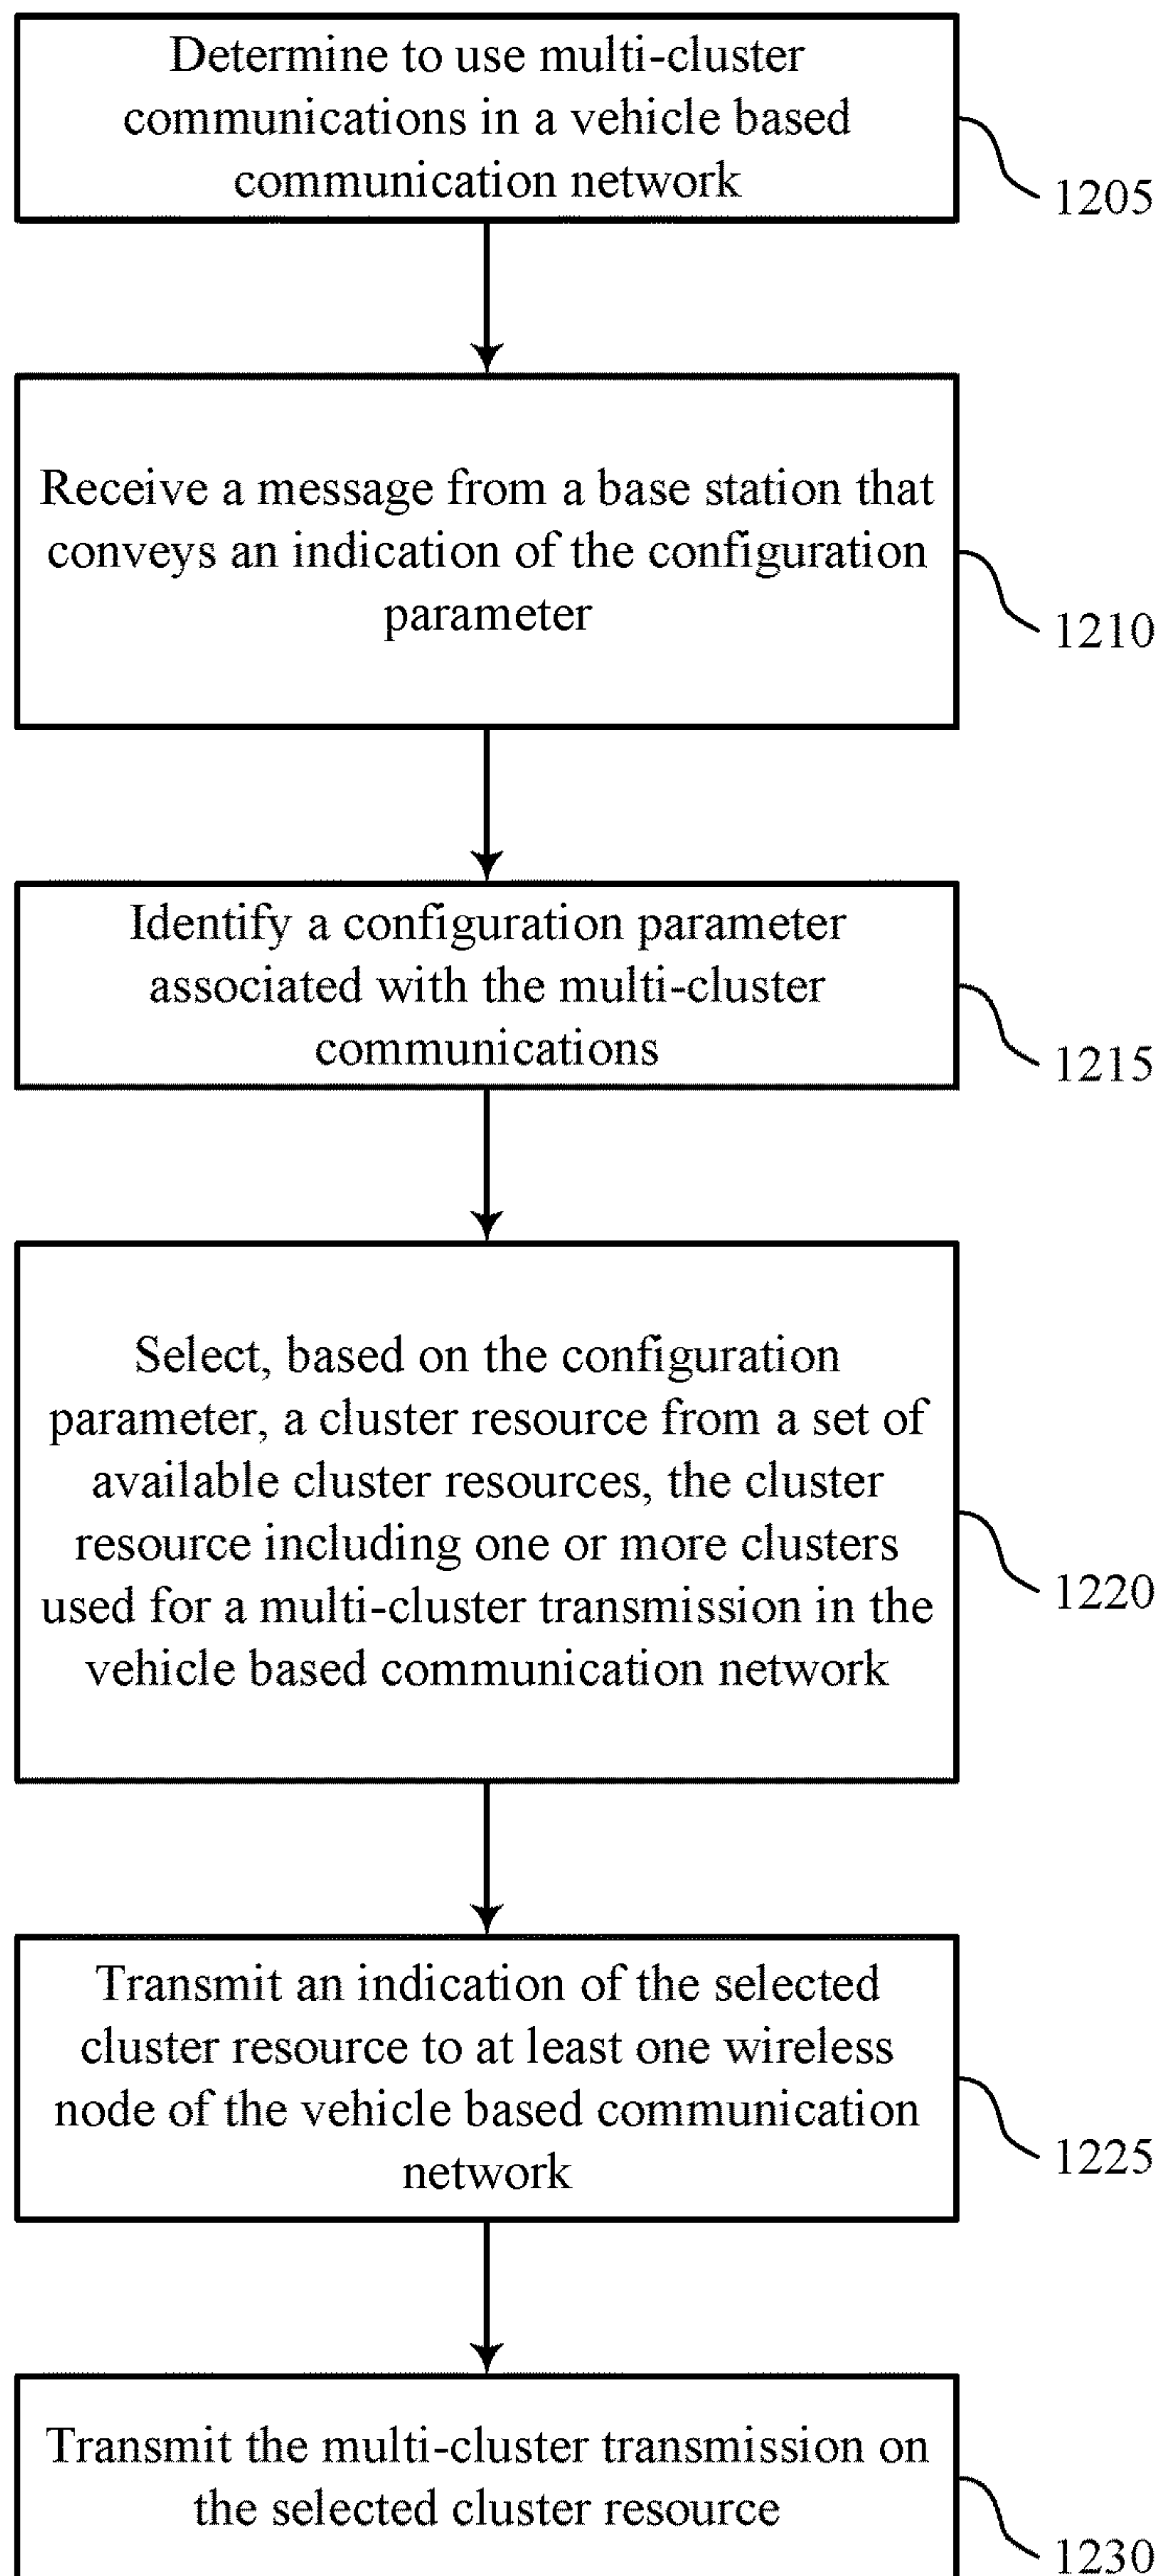 Determine to use multi-cluster
communications in a vehicle based
communication network
1205
Receive a message from a base station that
conveys an indication of the configuration
parameter
1210
Identify a configuration parameter
associated with the multi-cluster
communications
1215
Select, based on the configuration
parameter, a cluster resource from a set of
available cluster resources, the cluster
resource including one or more clusters
used for a multi-cluster transmission in the
vehicle based communication network
1220
Transmit an indication of the selected
cluster resource to at least one wireless
node of the vehicle based communication
network
1225
Transmit the multi-cluster transmission on
the selected cluster resource
1230